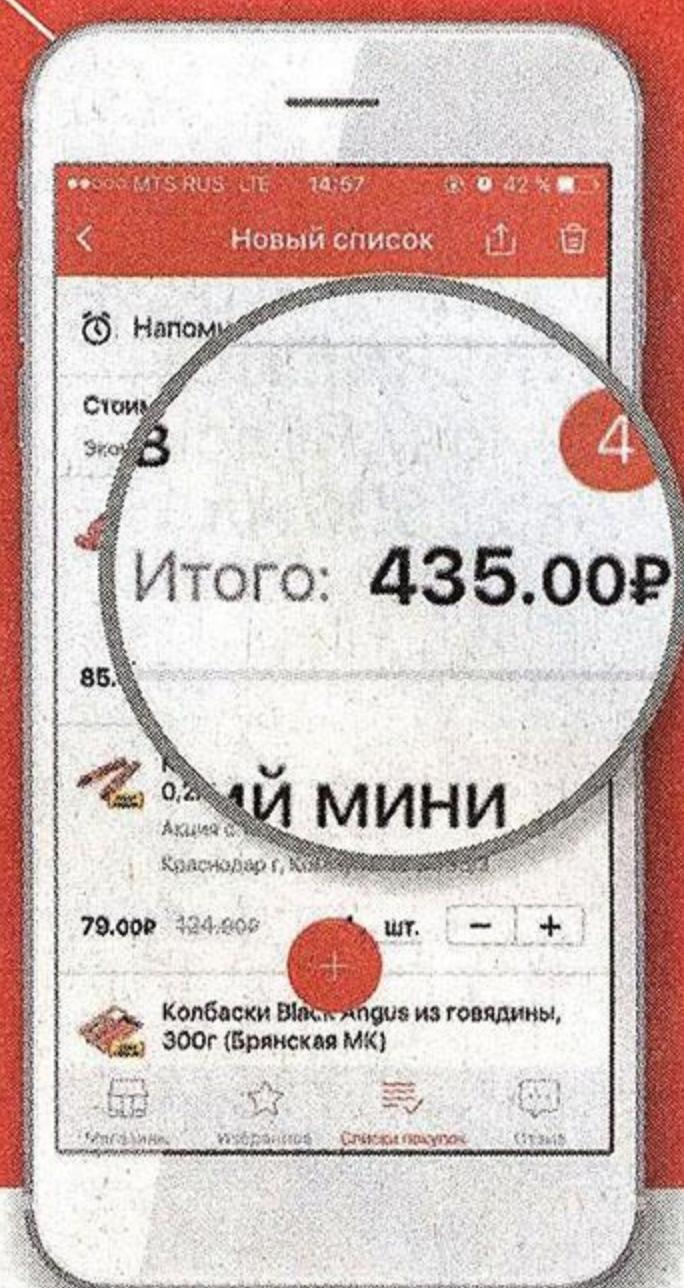 MTS RUS LTE 14:57 42 %
Новый список
Напоми
Стоим
Экон
в
4
Итого: 435.00₽
85.
ий мини
0,2
Акция с
Краснодар г,
79.00₽ 124.90₽ шт. − +
Колбаски Black Angus из говядины,
300г (Брянская МК)
Магазины Избранное Списки покупок Отзыв